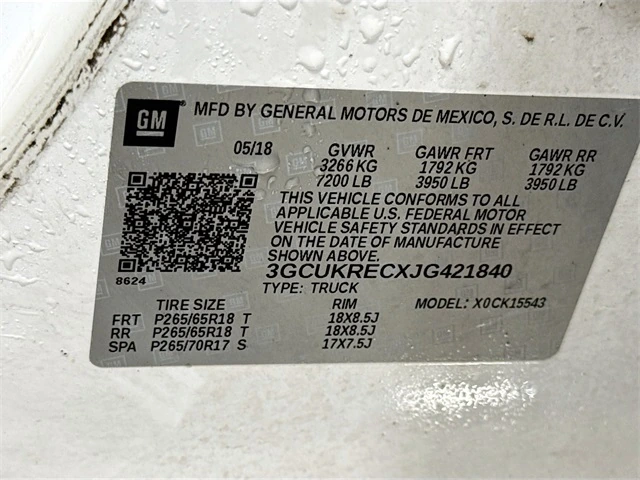 GM MFD BY GENERAL MOTORS DE MEXICO, S. DE R.L. DE C.V.
05/18 GVWR GAWR FRT GAWR RR
3266 KG 1792 KG 1792 KG
7200 LB 3950 LB 3950 LB
THIS VEHICLE CONFORMS TO ALL
APPLICABLE U.S. FEDERAL MOTOR
VEHICLE SAFETY STANDARDS IN EFFECT
ON THE DATE OF MANUFACTURE
SHOWN ABOVE.
3GCUKRECXJG421840
8624
TYPE: TRUCK
TIRE SIZE RIM MODEL: X0CK15543
FRT P265/65R18 T 18X8.5J
RR P265/65R18 T 18X8.5J
SPA P265/70R17 S 17X7.5J